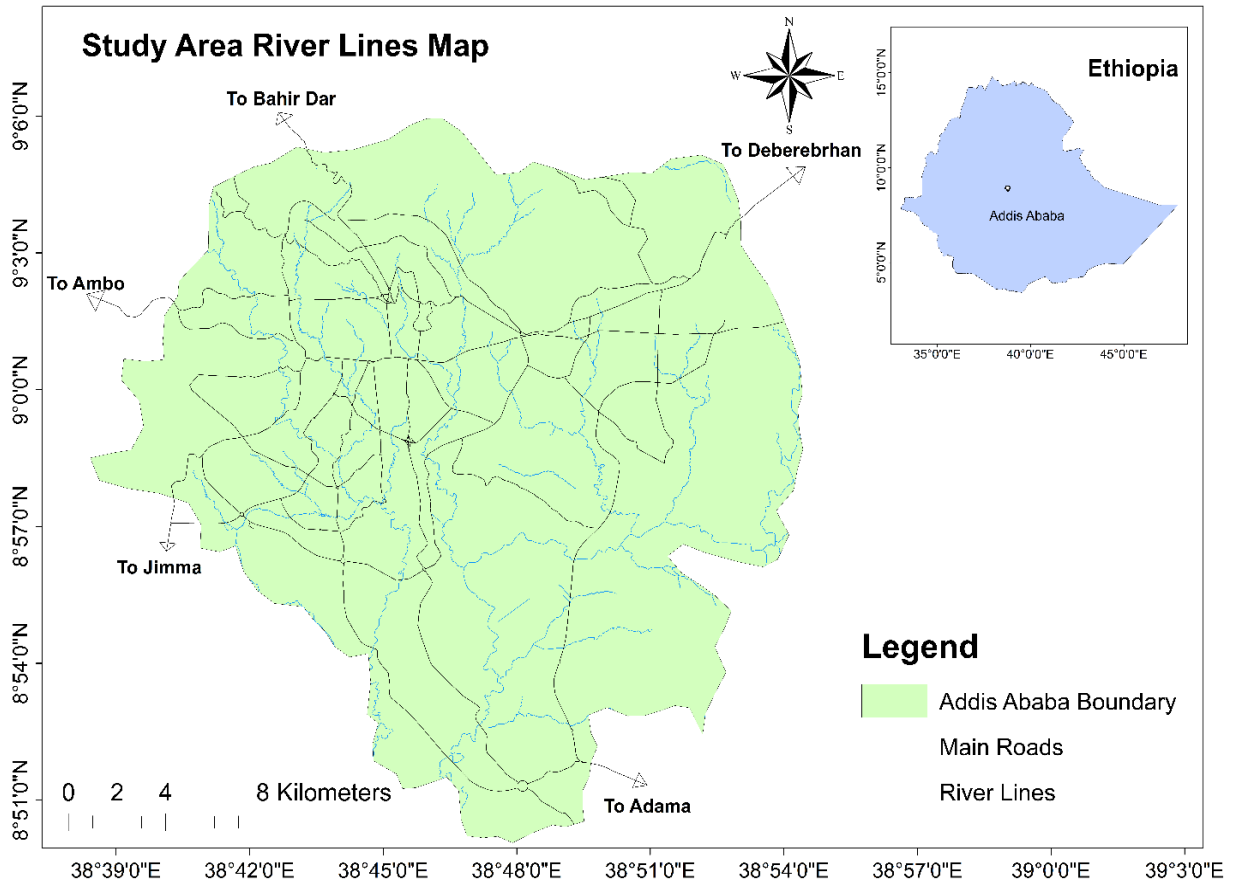 Study Area River Lines Map
N
W
E
S
Ethiopia
15°0'0"N
10°0'0"N
5°0'0"N
Addis Ababa
35°0'0"E
40°0'0"E
45°0'0"E
To Bahir Dar
To Deberebrhan
To Ambo
To Jimma
To Adama
9°6'0"N
9°3'0"N
9°0'0"N
8°57'0"N
8°54'0"N
8°51'0"N
Legend
Addis Ababa Boundary
Main Roads
River Lines
0 2 4 8 Kilometers
38°39'0"E
38°42'0"E
38°45'0"E
38°48'0"E
38°51'0"E
38°54'0"E
38°57'0"E
39°0'0"E
39°3'0"E